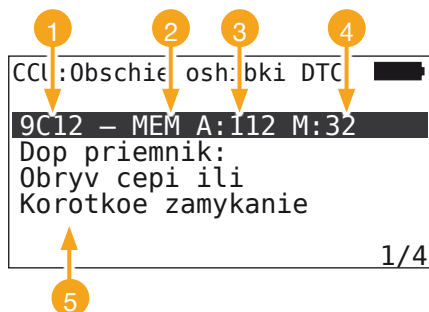 1 2 3 4
CCU:Obschie oshibki DTC
9C12 – MEM A:112 M:32
Dop priemnik:
Obryv cepi ili
Korotkoe zamykanie
1/4
5